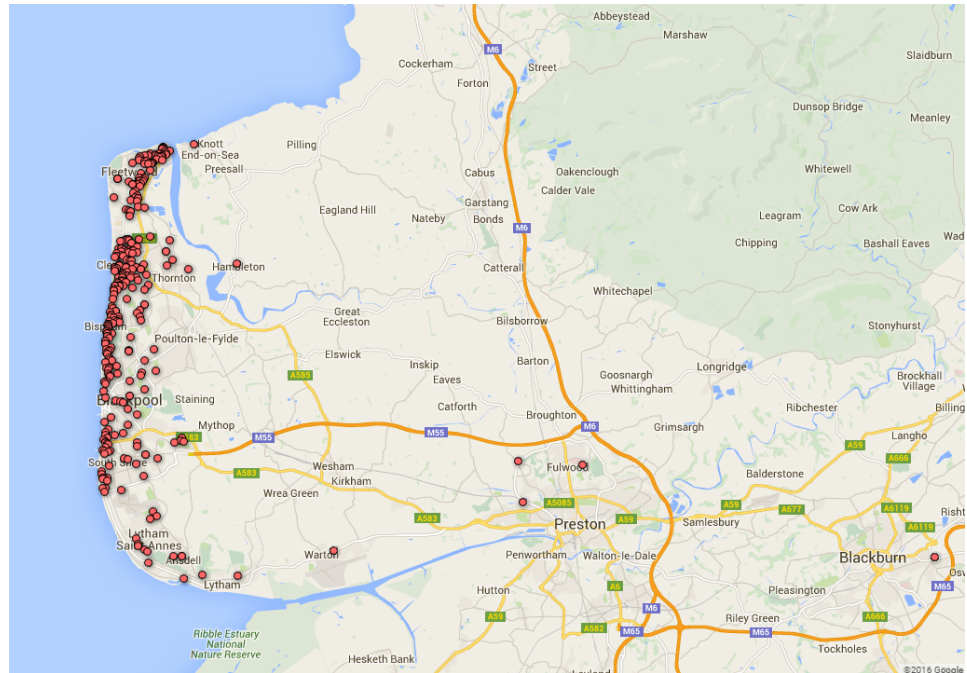 Abbeystead
Marshaw
M6
Slaidburn
Street
Cockerham
Forton
Dunsop Bridge
Meanley
Knott
End-on-Sea
Pilling
Preesall
Whitewell
Oakenclough
Cabus
Calder Vale
Garstang
Bonds
Cow Ark
Eagland Hill
Nateby
Leagram
M6
Chipping
Bashall Eaves
Wad
Hambleton
Catterall
Thornton
Whitechapel
Great
Eccleston
Bilsborrow
Stonyhurst
Poulton-le-Fylde
Elswick
Inskip
Barton
Longridge
A585
Eaves
Goosnargh
Whittingham
Brockhall
Village
Staining
Catforth
Ribchester
Billing
Broughton
Mythop
M6
Grimsargh
M55
M55
Langho
A59
A666
Wesham
Fulwood
Balderstone
A583
Kirkham
Wrea Green
A5085
A59
A677
A6119
Risht
A583
A59
Samlesbury
A6119
Preston
Lytham
Warton
Penwortham
Walton-le-Dale
Blackburn
Ansdell
Lytham
Hutton
A6
Pleasington
M65
M6
A59
Riley Green
A666
Ribble Estuary
National
Nature Reserve
A582
M65
M65
Tockholes
Hesketh Bank
©2016 Google